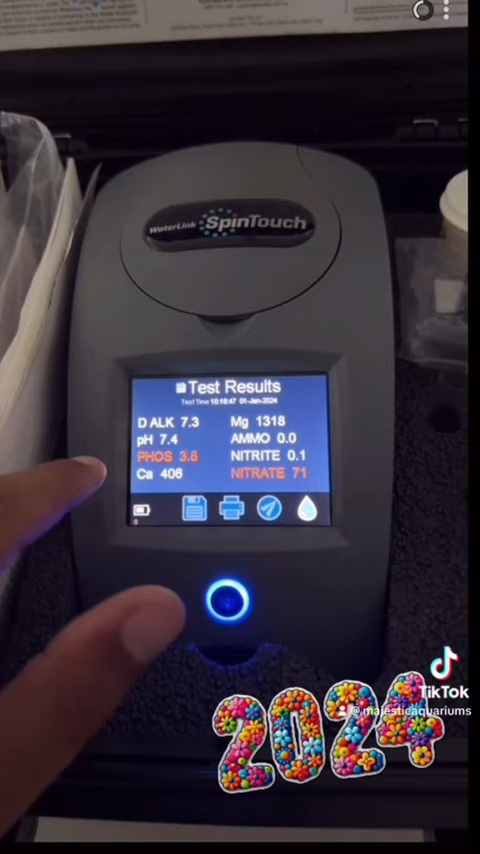 WaterLink SpinTouch
Test Results
Test Time 16:16:47 01-Jan-2024
D ALK 7.3
Mg 1318
pH 7.4
AMMO 0.0
PHOS 3.8
NITRITE 0.1
Ca 406
NITRATE 71
2024
TikTok
@majesticaquariums